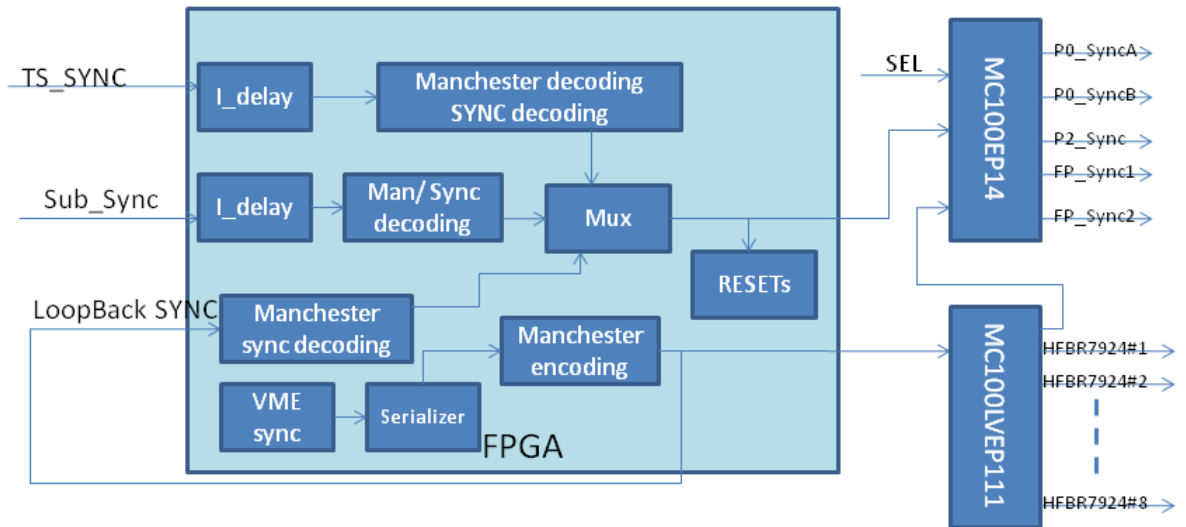 TS_SYNC
I_delay
Manchester decoding
SYNC decoding
SEL
MC100EP14
P0_SyncA
P0_SyncB
P2_Sync
FP_Sync1
FP_Sync2
Sub_Sync
I_delay
Man/ Sync
decoding
Mux
RESETs
LoopBack SYNC
Manchester
sync decoding
Manchester
encoding
VME
sync
Serializer
FPGA
MC100LVEP111
HFBR7924#1
HFBR7924#2
HFBR7924#8